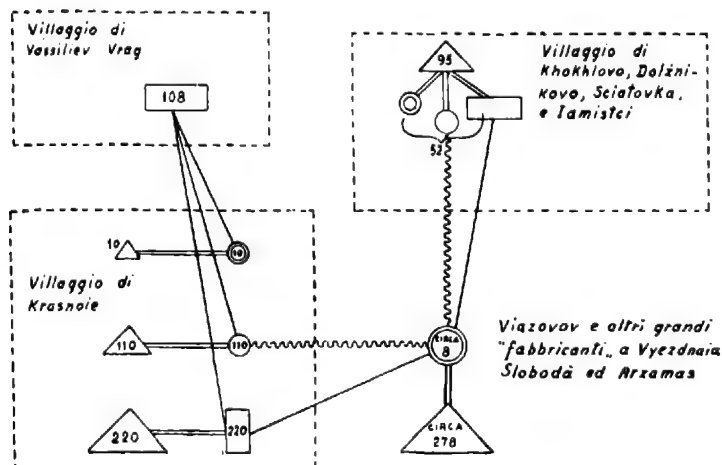 Villaggio di
Vassiliev Vrag
108
95
52
Villaggio di
Khokhlovo, Dolžni-
kovo, Sciatovka,
e Iamistci
Villaggio di
Krasnoie
10
10
110
110
220
220
CIRCA
8
CIRCA
278
Viazovov e altri grandi
"fabbricanti„ a Vyezdnaia
Slobodà ed Arzamas